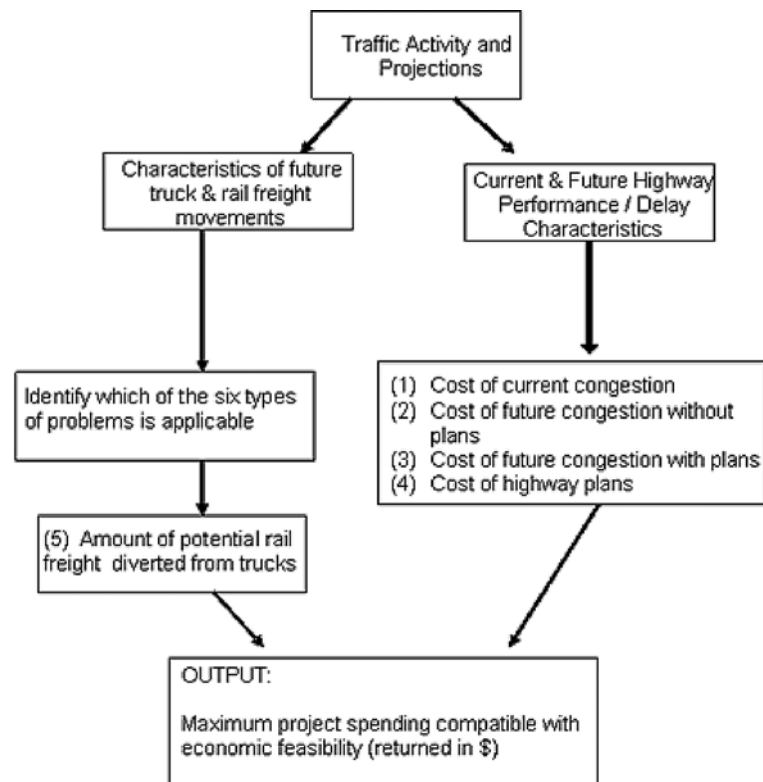 Traffic Activity and
Projections
Characteristics of future
truck & rail freight
movements
Current & Future Highway
Performance / Delay
Characteristics
Identify which of the six types
of problems is applicable
(1) Cost of current congestion
(2) Cost of future congestion without
plans
(3) Cost of future congestion with plans
(4) Cost of highway plans
(5) Amount of potential rail
freight diverted from trucks
OUTPUT:
Maximum project spending compatible with
economic feasibility (returned in $)